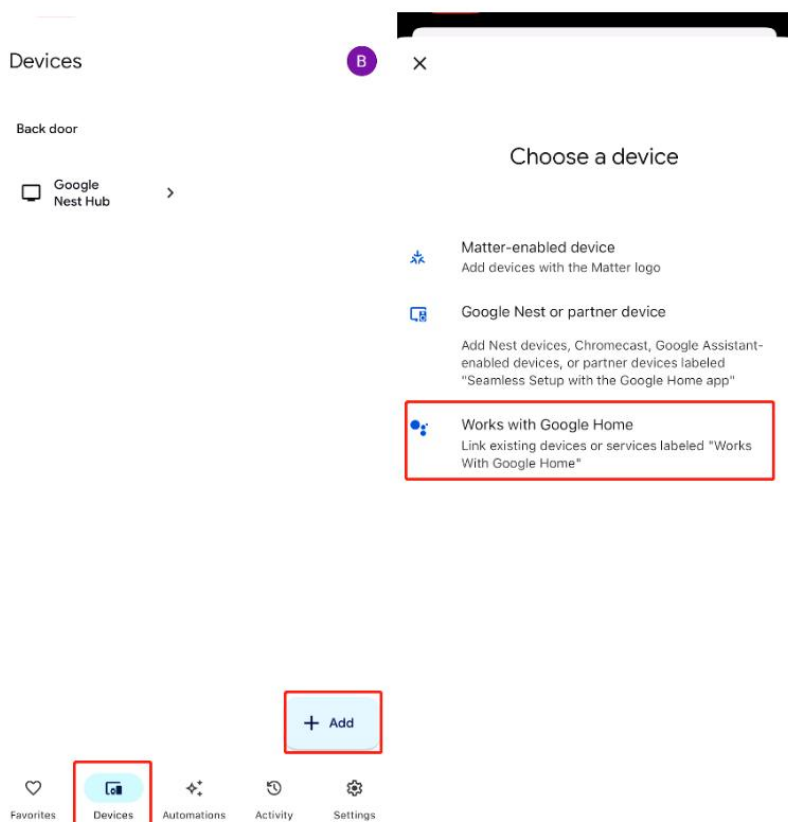 Devices
B
Back door
Google
Nest Hub
+ Add
Favorites
Devices
Automations
Activity
Settings
Choose a device
Matter-enabled device
Add devices with the Matter logo
Google Nest or partner device
Add Nest devices, Chromecast, Google Assistant-
enabled devices, or partner devices labeled
"Seamless Setup with the Google Home app"
Works with Google Home
Link existing devices or services labeled "Works
With Google Home"